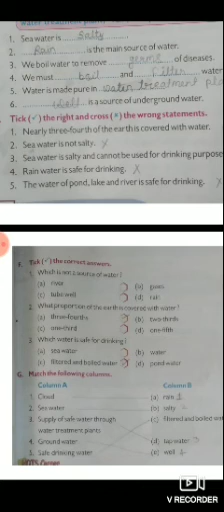 1. Sea water is salty
2. Rain is the main source of water.
3. We boil water to remove germs of diseases.
4. We must boil and filter water
5. Water is made pure in water treatment pla
6. Well is a source of underground water.
Tick (✓) the right and cross (×) the wrong statements.
1. Nearly three-fourth of the earth is covered with water.
2. Sea water is not salty. ×
3. Sea water is salty and cannot be used for drinking purpose
4. Rain water is safe for drinking. ×
5. The water of pond, lake and river is safe for drinking. ×
F. Tick (✓) the correct answers.
1. Which is not a source of water?
(a) river (b) grass
(c) tube well (d) rain
2. What proportion of the earth is covered with water?
(a) three-fourths (b) two-thirds
(c) one-third (d) one-fifth
3. Which water is safe for drinking?
(a) sea water (b) water
(c) filtered and boiled water (d) pond water
G. Match the following columns.
Column A Column B
1. Cloud (a) rain 1
2. Sea water (b) salty
3. Supply of safe water through (c) filtered and boiled wat
water treatment plants
4. Ground water (d) tap water
5. Safe drinking water (e) well
V RECORDER